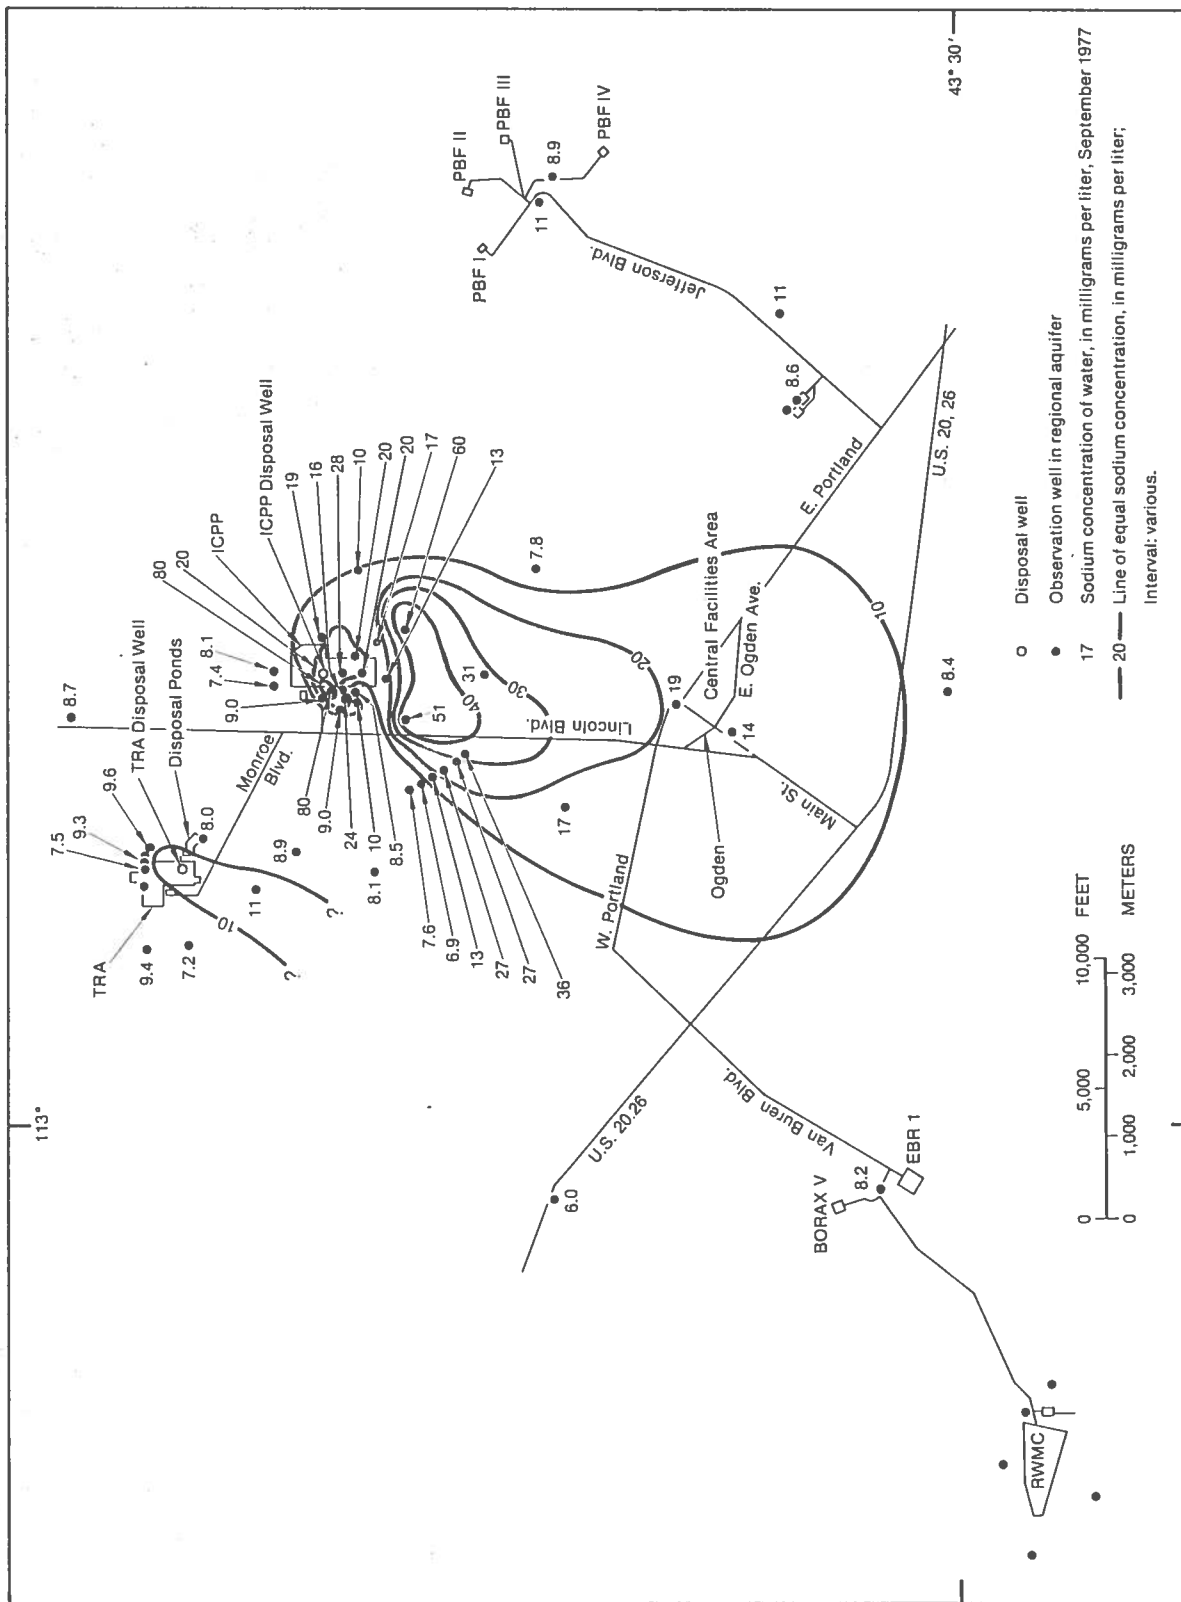 113°
43° 30′
8.7
TRA Disposal Well
Disposal Ponds
9.6
9.3
7.5
8.0
TRA
9.4
7.2
11
8.9
8.1
10
?
?
Monroe
Blvd.
8.1
7.4
9.0
80
20
ICPP
ICPP Disposal Well
19
16
28
10
20
20
17
60
13
80
9.0
24
10
8.5
7.6
6.9
13
27
27
36
51
31
40
30
20
10
7.8
17
19
14
8.4
Lincoln Blvd.
Central Facilities Area
E. Ogden Ave.
Ogden
Main St.
W. Portland
E. Portland
U.S. 20, 26
U.S. 20.26
Van Buren Blvd.
6.0
BORAX V
8.2
EBR 1
RWMC
PBF I
PBF II
PBF III
PBF IV
8.9
11
Jefferson Blvd.
11
8.6
0 5,000 10,000 FEET
0 1,000 2,000 3,000 METERS
Disposal well
Observation well in regional aquifer
17 Sodium concentration of water, in milligrams per liter, September 1977
20 Line of equal sodium concentration, in milligrams per liter;
Interval: various.